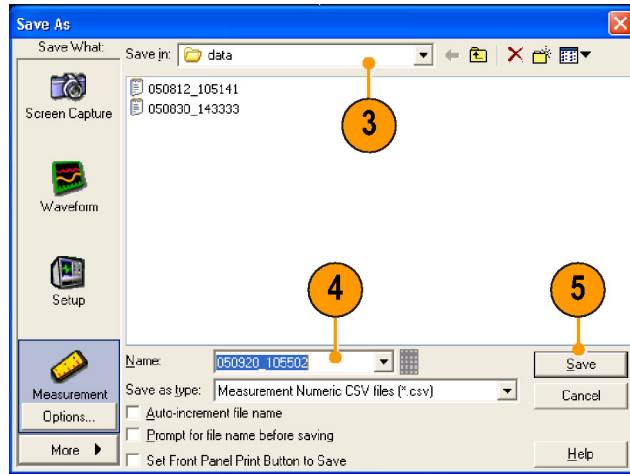 Save As
Save What:
Save in: data
050812_105141
050830_143333
3
Screen Capture
Waveform
Setup
4
5
Name: 050920_105502
Save
Measurement
Save as type: Measurement Numeric CSV files (*.csv)
Cancel
Options...
Auto-increment file name
Prompt for file name before saving
More
Set Front Panel Print Button to Save
Help